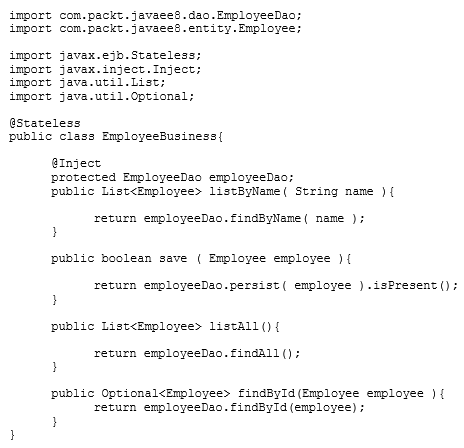 import com.packt.javaee8.dao.EmployeeDao;
import com.packt.javaee8.entity.Employee;
import javax.ejb.Stateless;
import javax.inject.Inject;
import java.util.List;
import java.util.Optional;
@Stateless
public class EmployeeBusiness{
@Inject
protected EmployeeDao employeeDao;
public List<Employee> listByName( String name ){
return employeeDao.findByName( name );
}
public boolean save ( Employee employee ){
return employeeDao.persist( employee ).isPresent();
}
public List<Employee> listAll(){
return employeeDao.findAll();
}
public Optional<Employee> findById(Employee employee ){
return employeeDao.findById(employee);
}
}